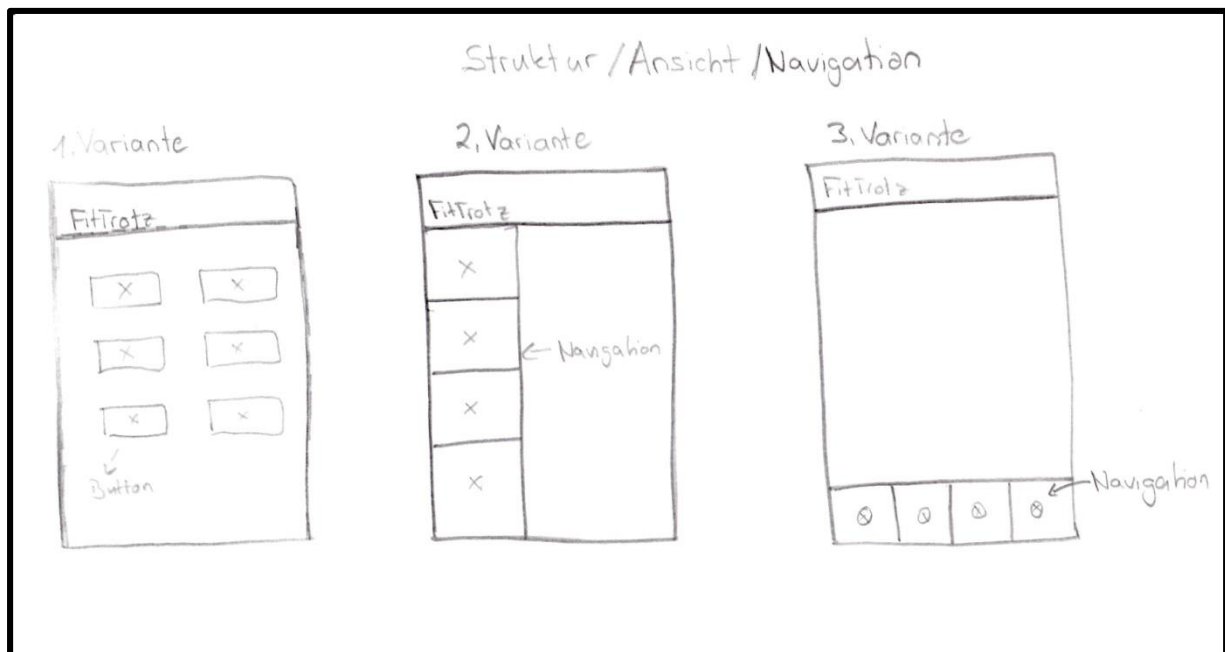 Struktur/Ansicht/Navigation
1. Variante
2. Variante
3. Variante
FitTrotz
FitTrotz
FitTrotz
X X
X X
X X
Button
X
X
X
X
Navigation
X X X X
Navigation